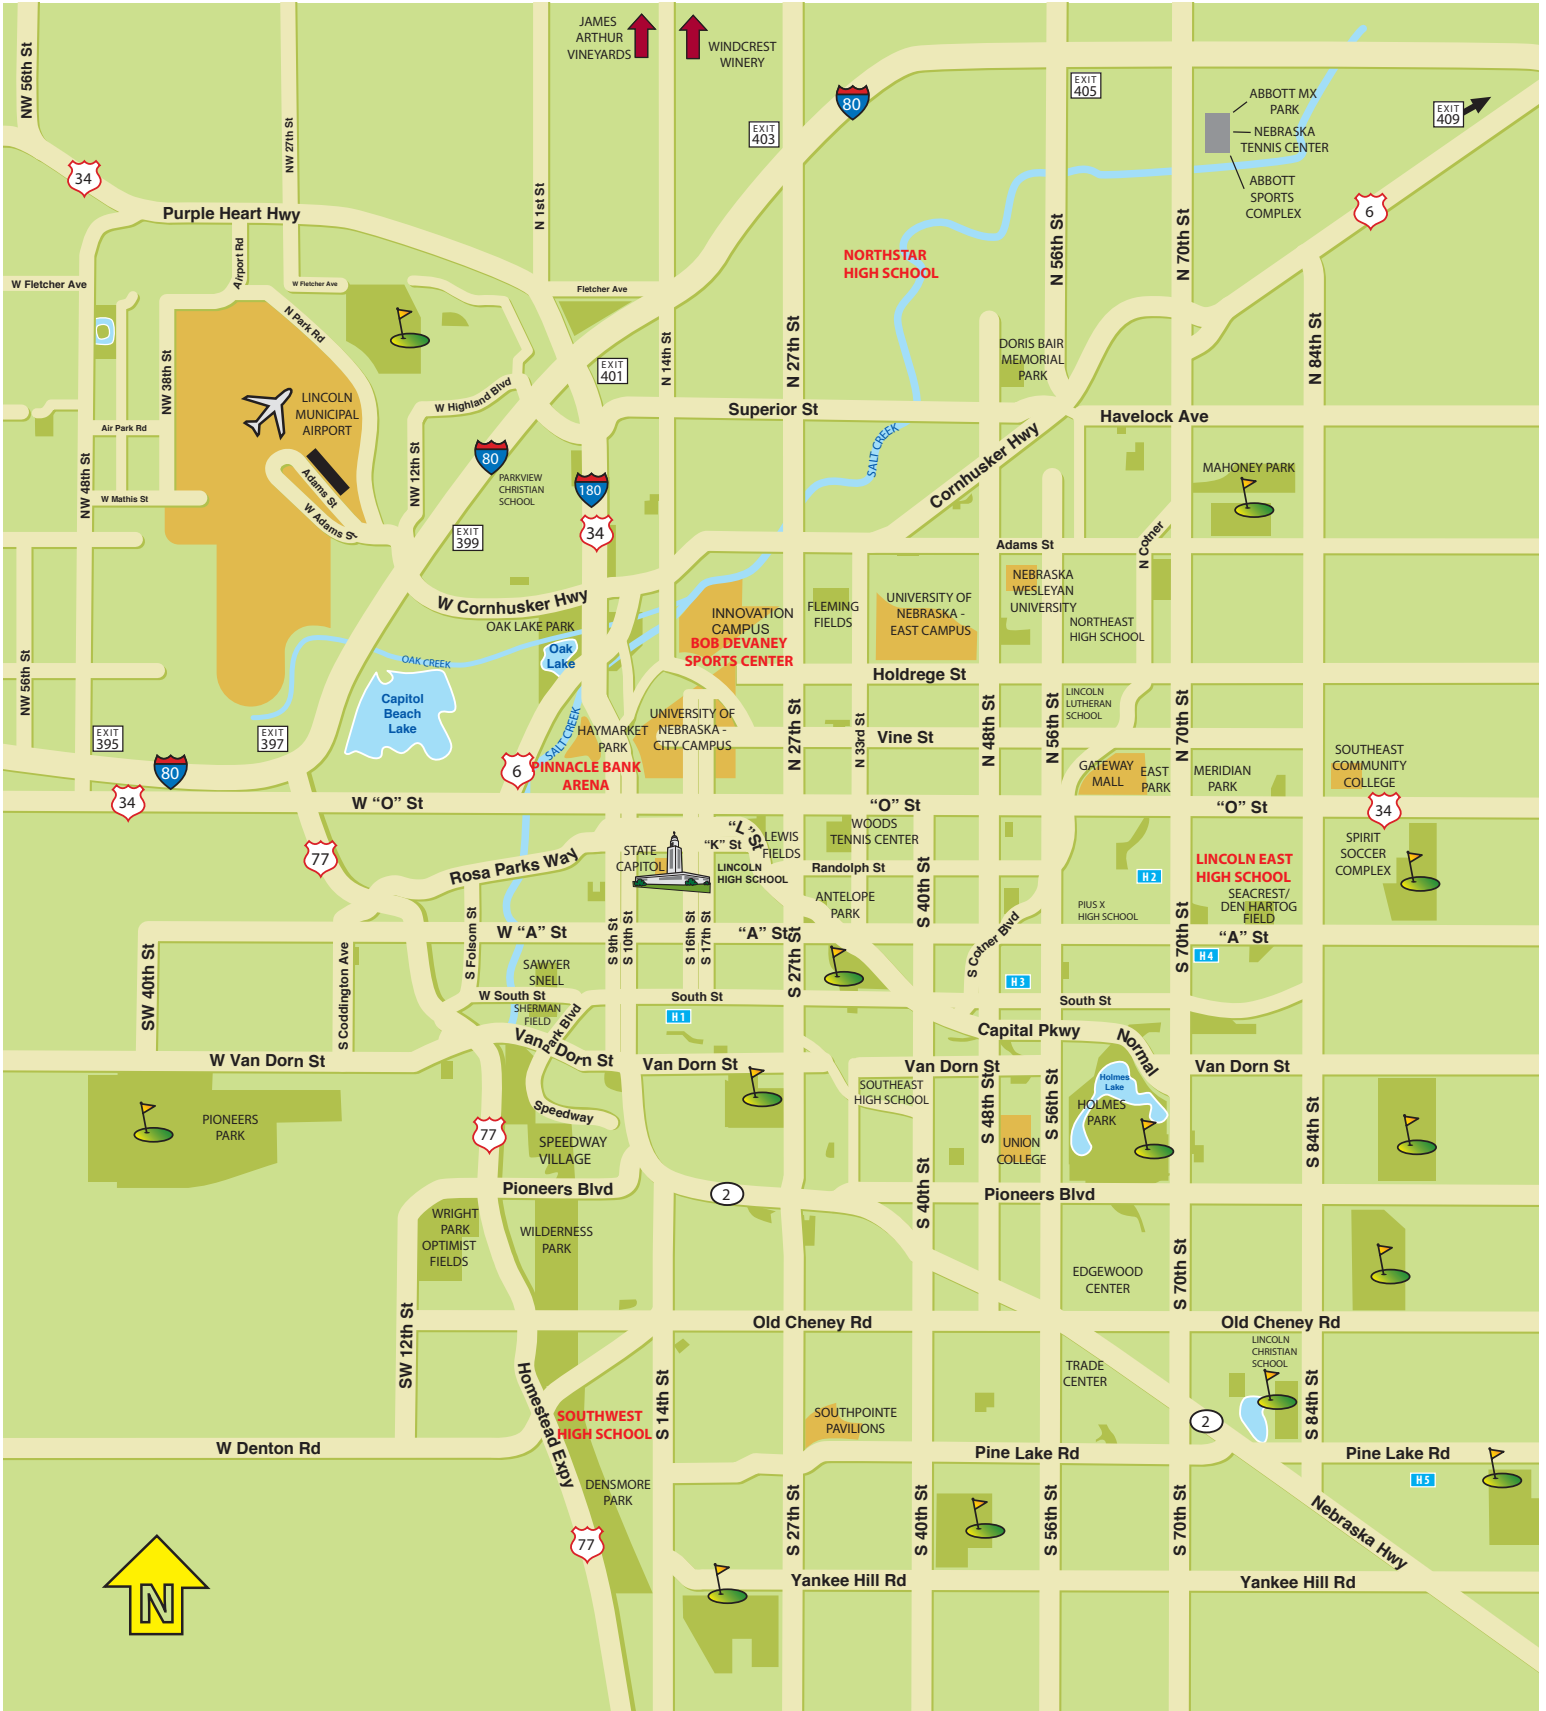 JAMES
ARTHUR
VINEYARDS
WINDCREST
WINERY
NW 56th St
NW 27th St
N 1st St
EXIT
403
80
EXIT
405
ABBOTT MX
PARK
NEBRASKA
TENNIS CENTER
ABBOTT
SPORTS
COMPLEX
EXIT
409
34
6
Purple Heart Hwy
Airport Rd
N 56th St
N 70th St
NORTHSTAR
HIGH SCHOOL
W Fletcher Ave
W Fletcher Ave
Fletcher Ave
N Park Rd
N 14th St
N 27th St
N 84th St
DORIS BAIR
MEMORIAL
PARK
EXIT
401
NW 38th St
W Highland Blvd
LINCOLN
MUNICIPAL
AIRPORT
Superior St
Havelock Ave
Air Park Rd
SALT CREEK
Cornhusker Hwy
NW 48th St
NW 12th St
80
PARKVIEW
CHRISTIAN
SCHOOL
180
34
MAHONEY PARK
W Mathis St
Adams St
W Adams St
EXIT
399
Adams St
N Cotner
W Cornhusker Hwy
OAK LAKE PARK
INNOVATION
CAMPUS
BOB DEVANEY
SPORTS CENTER
FLEMING
FIELDS
UNIVERSITY OF
NEBRASKA -
EAST CAMPUS
NEBRASKA
WESLEYAN
UNIVERSITY
NORTHEAST
HIGH SCHOOL
OAK CREEK
Oak
Lake
NW 56th St
Holdrege St
Capitol
Beach
Lake
LINCOLN
LUTHERAN
SCHOOL
SALT CREEK
HAYMARKET
PARK
UNIVERSITY OF
NEBRASKA -
CITY CAMPUS
N 27th St
N 33rd St
Vine St
N 48th St
N 56th St
N 70th St
EXIT
395
EXIT
397
80
6
PINNACLE BANK
ARENA
GATEWAY
MALL
EAST
PARK
MERIDIAN
PARK
SOUTHEAST
COMMUNITY
COLLEGE
34
W “O” St
“O” St
“O” St
34
77
Rosa Parks Way
STATE
CAPITOL
“L” St
“K” St
LINCOLN
HIGH SCHOOL
LEWIS
FIELDS
WOODS
TENNIS CENTER
Randolph St
ANTELOPE
PARK
S 40th St
H 2
LINCOLN EAST
HIGH SCHOOL
SEACREST/
DEN HARTOG
FIELD
SPIRIT
SOCCER
COMPLEX
PIUS X
HIGH SCHOOL
SW 40th St
S Coddington Ave
S Folsom St
W “A” St
S 9th St
S 10th St
S 16th St
S 17th St
“A” St
S 27th St
S Cotner Blvd
S 70th St
“A” St
H 4
H 3
SAWYER
SNELL
W South St
South St
South St
SHERMAN
FIELD
Park Blvd
H 1
Capital Pkwy
Normal
W Van Dorn St
Van Dorn St
Van Dorn St
Van Dorn St
Van Dorn St
SOUTHEAST
HIGH SCHOOL
Holmes
Lake
HOLMES
PARK
PIONEERS
PARK
77
Speedway
SPEEDWAY
VILLAGE
S 48th St
S 56th St
UNION
COLLEGE
S 84th St
Pioneers Blvd
2
Pioneers Blvd
WRIGHT
PARK
OPTIMIST
FIELDS
WILDERNESS
PARK
S 40th St
EDGEWOOD
CENTER
S 70th St
SW 12th St
Old Cheney Rd
Old Cheney Rd
LINCOLN
CHRISTIAN
SCHOOL
Homestead Expy
S 14th St
TRADE
CENTER
SOUTHWEST
HIGH SCHOOL
SOUTHPOINTE
PAVILIONS
2
S 84th St
W Denton Rd
Pine Lake Rd
Pine Lake Rd
H 5
DENSMORE
PARK
77
S 27th St
S 40th St
S 56th St
S 70th St
Nebraska Hwy
Yankee Hill Rd
Yankee Hill Rd
N